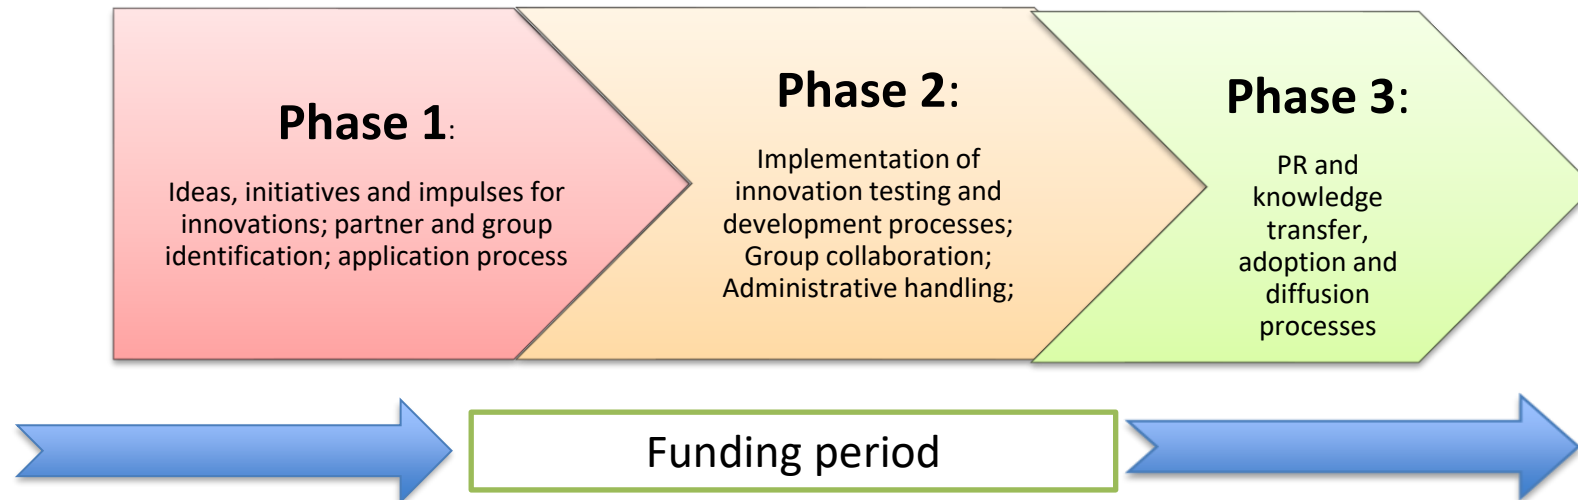 Phase 1:
Ideas, initiatives and impulses for
innovations; partner and group
identification; application process
Phase 2:
Implementation of
innovation testing and
development processes;
Group collaboration;
Administrative handling;
Phase 3:
PR and
knowledge
transfer,
adoption and
diffusion
processes
Funding period